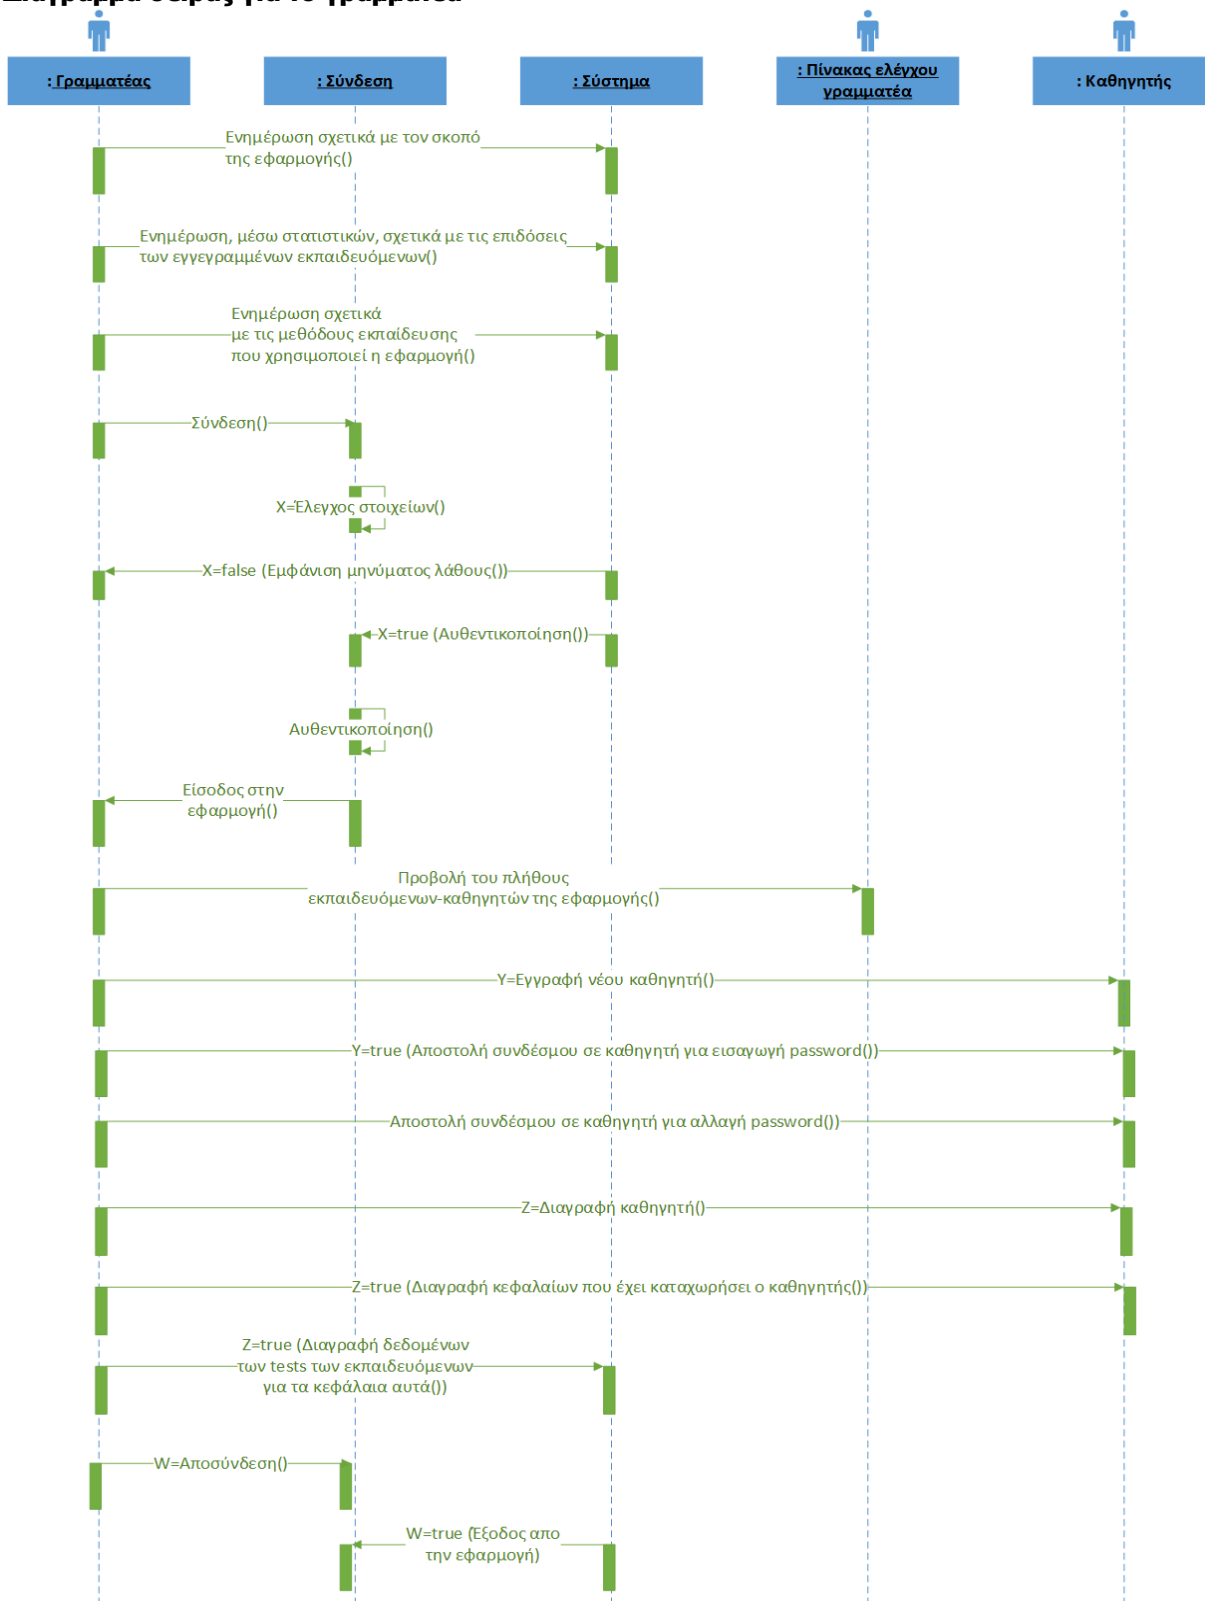 Διάγραμμα σειράς για το γραμματέα
: Γραμματέας
: Σύνδεση
: Σύστημα
: Πίνακας ελέγχου
γραμματέα
: Καθηγητής
Ενημέρωση σχετικά με τον σκοπό
της εφαρμογής()
Ενημέρωση, μέσω στατιστικών, σχετικά με τις επιδόσεις
των εγγεγραμμένων εκπαιδευόμενων()
Ενημέρωση σχετικά
με τις μεθόδους εκπαίδευσης
που χρησιμοποιεί η εφαρμογή()
Σύνδεση()
X=Έλεγχος στοιχείων()
X=false (Εμφάνιση μηνύματος λάθους())
X=true (Αυθεντικοποίηση())
Αυθεντικοποίηση()
Είσοδος στην
εφαρμογή()
Προβολή του πλήθους
εκπαιδευόμενων-καθηγητών της εφαρμογής()
Y=Εγγραφή νέου καθηγητή()
Y=true (Αποστολή συνδέσμου σε καθηγητή για εισαγωγή password())
Αποστολή συνδέσμου σε καθηγητή για αλλαγή password())
Z=Διαγραφή καθηγητή()
Z=true (Διαγραφή κεφαλαίων που έχει καταχωρήσει ο καθηγητής())
Z=true (Διαγραφή δεδομένων
των tests των εκπαιδευόμενων
για τα κεφάλαια αυτά())
W=Αποσύνδεση()
W=true (Έξοδος απο
την εφαρμογή)